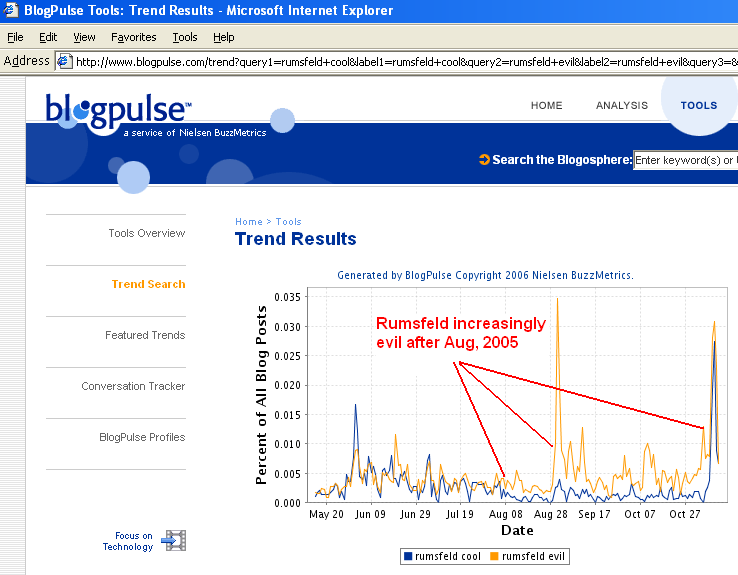 BlogPulse Tools: Trend Results - Microsoft Internet Explorer
File Edit View Favorites Tools Help
Address http://www.blogpulse.com/trend?query1=rumsfeld+cool&label1=rumsfeld+cool&query2=rumsfeld+evil&label2=rumsfeld+evil&query3=&
blogpulse™
a service of Nielsen BuzzMetrics
HOME ANALYSIS TOOLS
Search the Blogosphere: Enter keyword(s) or
Tools Overview
Trend Search
Featured Trends
Conversation Tracker
BlogPulse Profiles
Focus on
Technology
Home > Tools
Trend Results
Generated by BlogPulse Copyright 2006 Nielsen BuzzMetrics.
Percent of All Blog Posts
0.035
0.030
0.025
0.020
0.015
0.010
0.005
0.000
Rumsfeld increasingly
evil after Aug, 2005
May 20 Jun 09 Jun 29 Jul 19 Aug 08 Aug 28 Sep 17 Oct 07 Oct 27
Date
rumsfeld cool rumsfeld evil